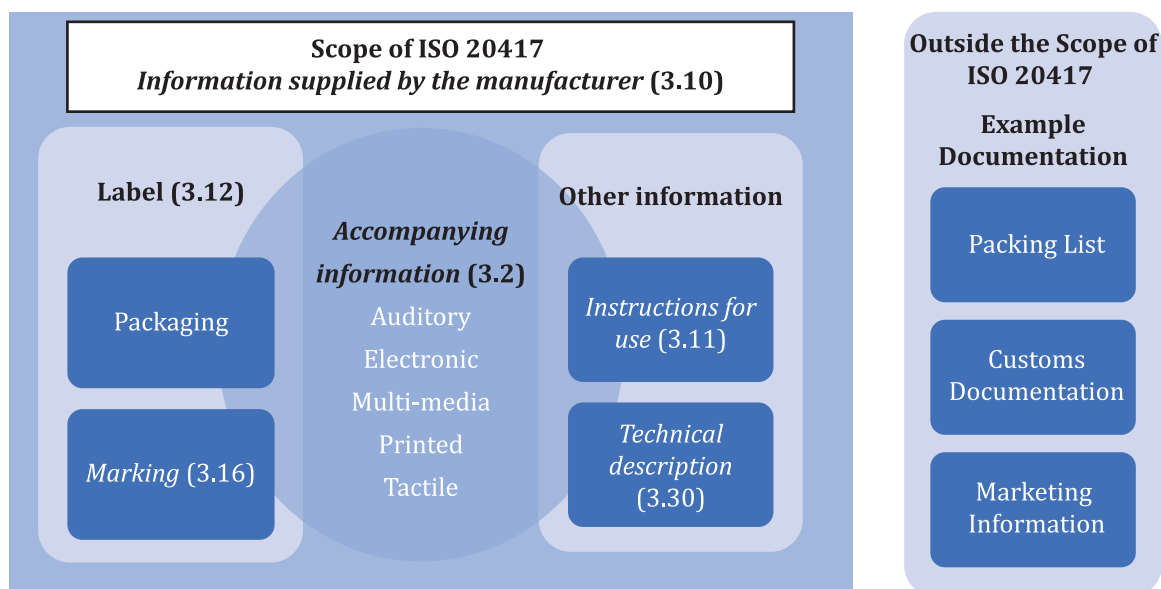 Scope of ISO 20417
Information supplied by the manufacturer (3.10)
Label (3.12)
Packaging
Marking (3.16)
Accompanying
information (3.2)
Auditory
Electronic
Multi-media
Printed
Tactile
Other information
Instructions for
use (3.11)
Technical
description
(3.30)
Outside the Scope of
ISO 20417
Example
Documentation
Packing List
Customs
Documentation
Marketing
Information